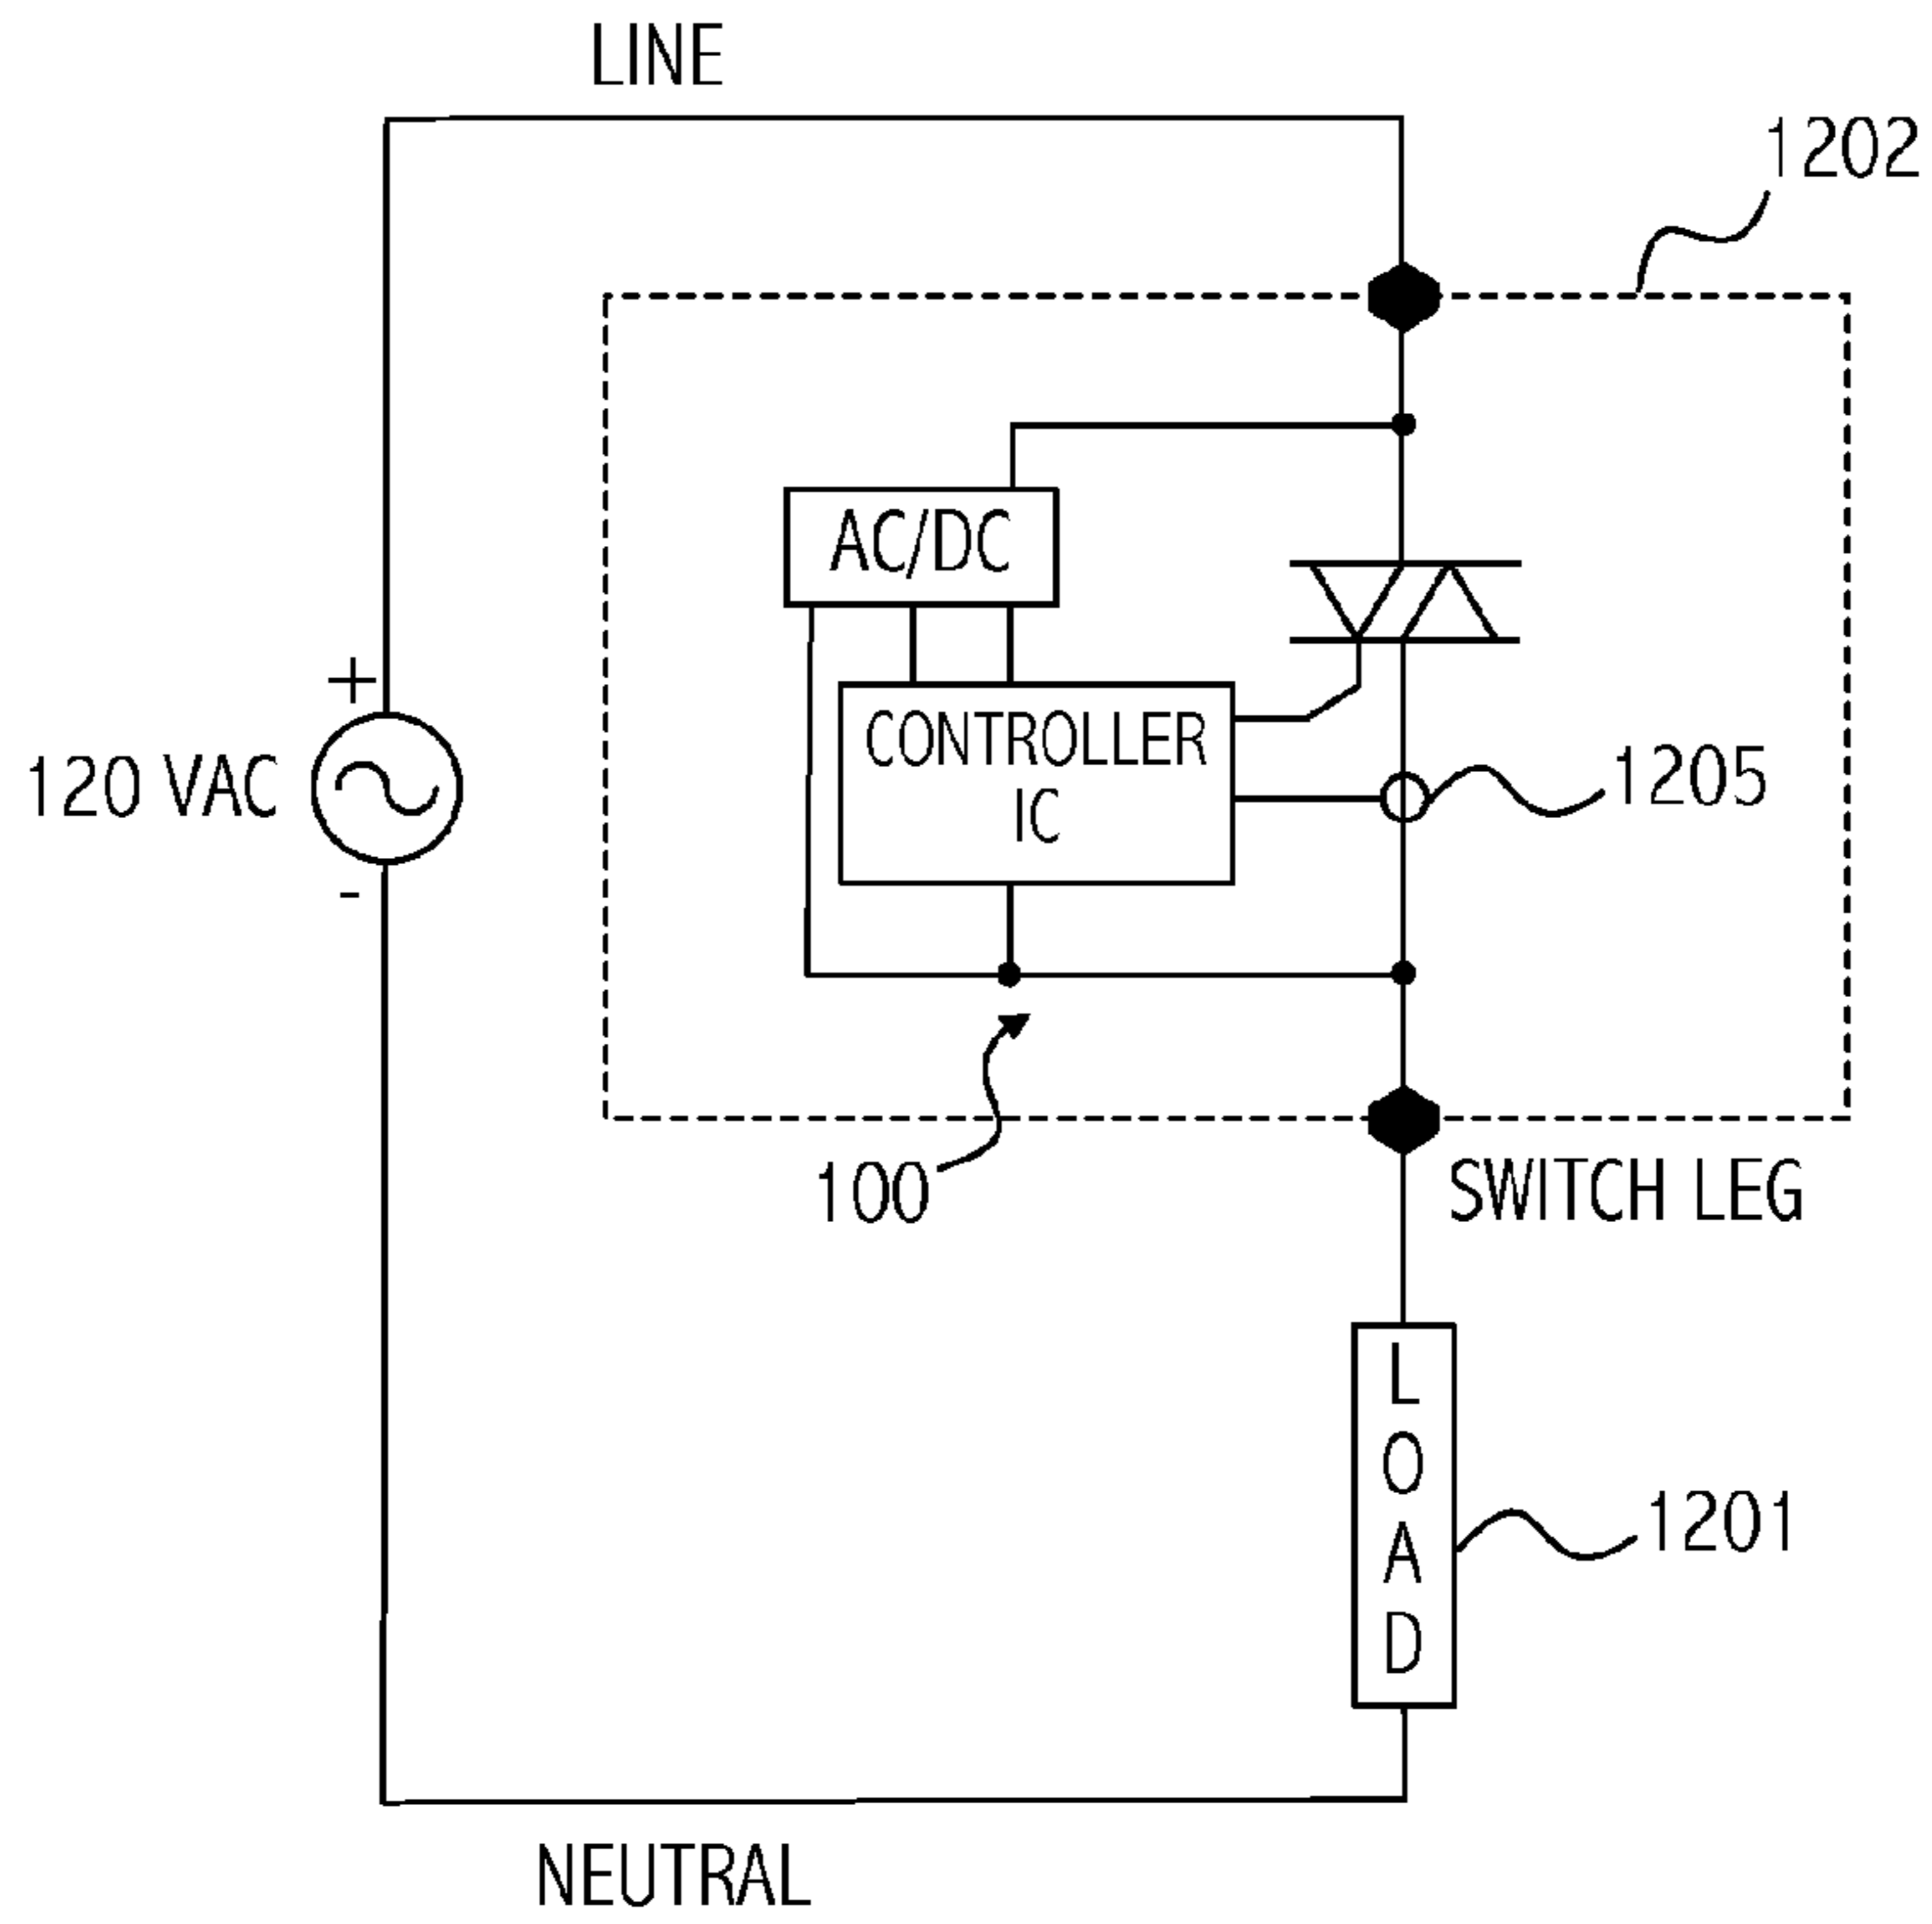 LINE
1202
AC/DC
+
CONTROLLER
IC
120 VAC
1205
-
100
SWITCH LEG
L
O
A
D
1201
NEUTRAL